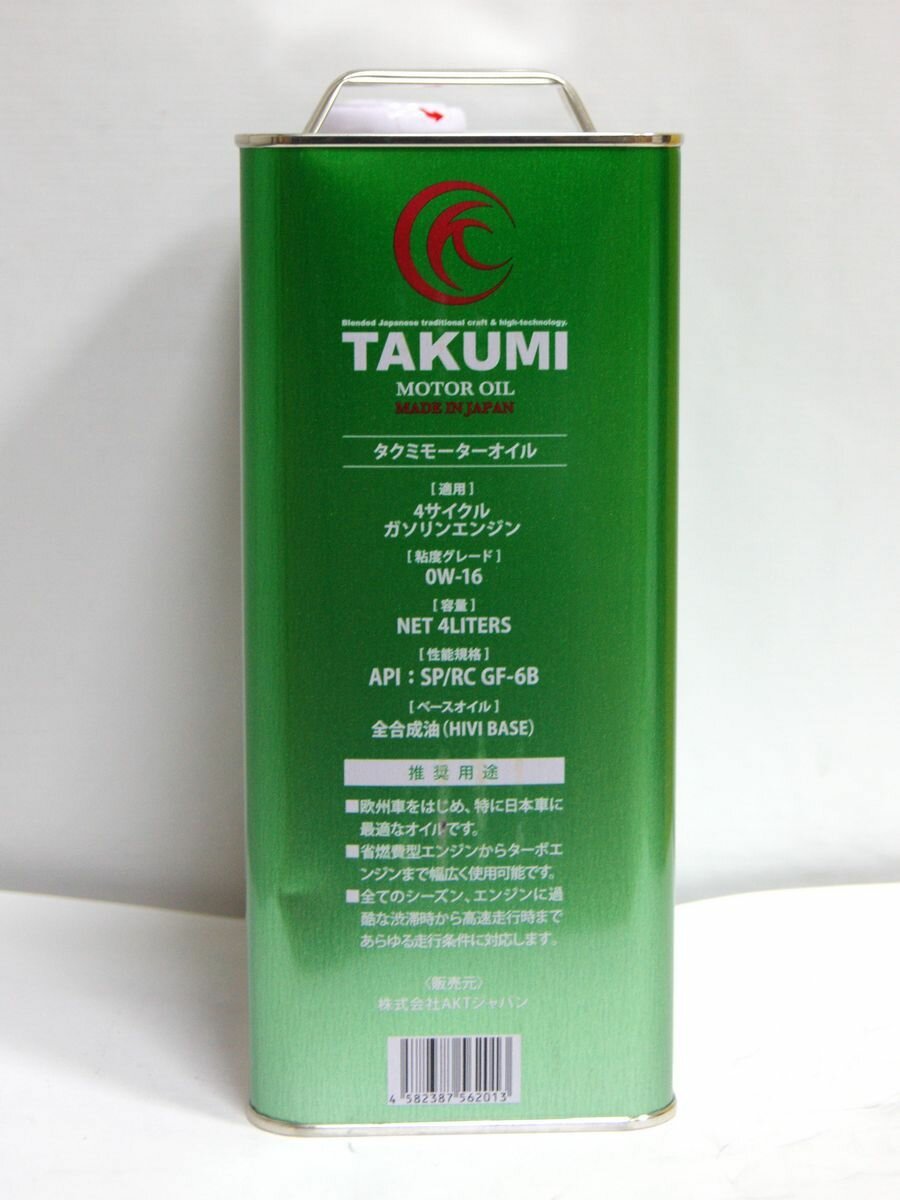 Blended Japanese traditional craft & high-technology.
TAKUMI
MOTOR OIL
MADE IN JAPAN
タクミモーターオイル
[ 適用 ]
4サイクル
ガソリンエンジン
[ 粘度グレード ]
0W-16
[ 容量 ]
NET 4LITERS
[ 性能規格 ]
API：SP/RC GF-6B
[ ベースオイル ]
全合成油（HIVI BASE）
推奨用途
■欧州車をはじめ、特に日本車に
最適なオイルです。
■省燃費型エンジンからターボエ
ンジンまで幅広く使用可能です。
■全てのシーズン、エンジンに過
酷な渋滞時から高速走行時まで
あらゆる走行条件に対応します。
〈販売元〉
株式会社AKTジャパン
4 582387 562013